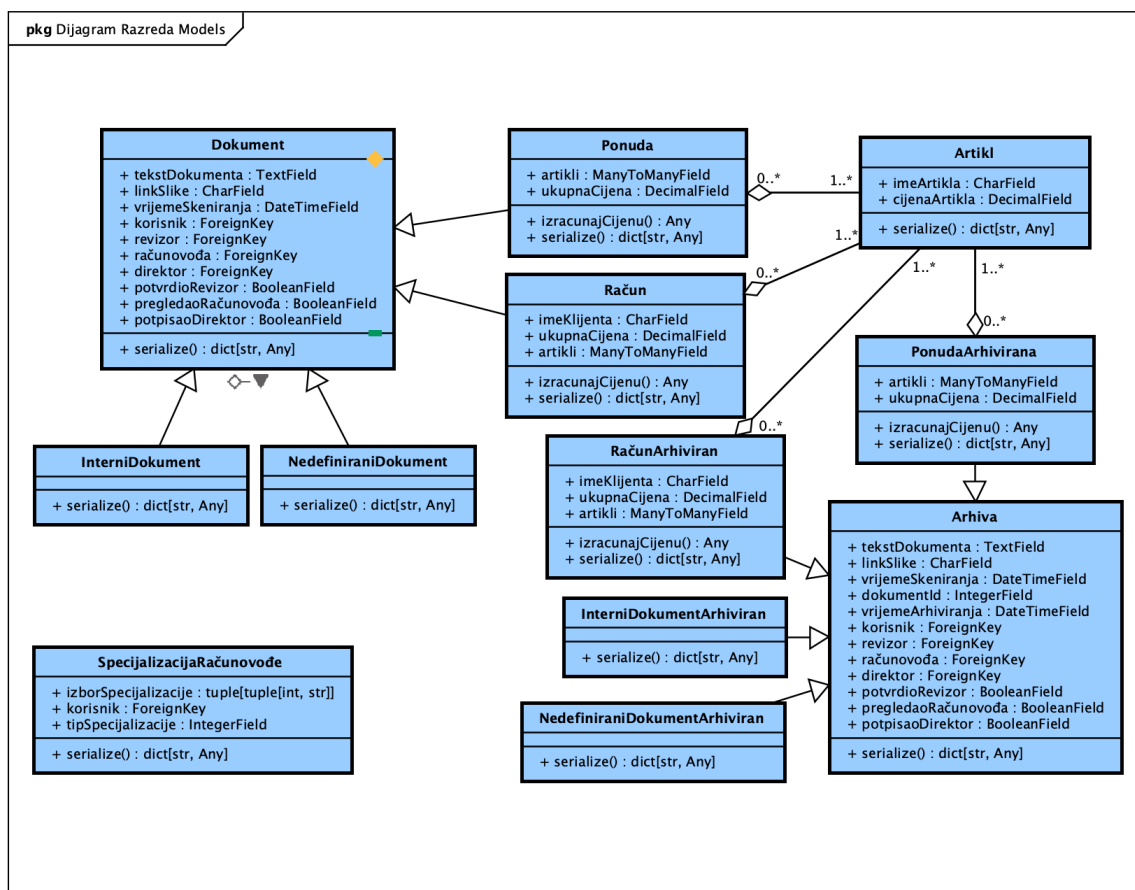 pkg Dijagram Razreda Models
Dokument
+ tekstDokumenta : TextField
+ linkSlike : CharField
+ vrijemeSkeniranja : DateTimeField
+ korisnik : ForeignKey
+ revizor : ForeignKey
+ računovođa : ForeignKey
+ direktor : ForeignKey
+ potvrdioRevizor : BooleanField
+ pregledaoRačunovođa : BooleanField
+ potpisaoDirektor : BooleanField
+ serialize() : dict[str, Any]
Ponuda
+ artikli : ManyToManyField
+ ukupnaCijena : DecimalField
+ izracunajCijenu() : Any
+ serialize() : dict[str, Any]
0..*
1..*
Artikl
+ imeArtikla : CharField
+ cijenaArtikla : DecimalField
+ serialize() : dict[str, Any]
1..*
0..*
1..*
1..*
Račun
+ imeKlijenta : CharField
+ ukupnaCijena : DecimalField
+ artikli : ManyToManyField
+ izracunajCijenu() : Any
+ serialize() : dict[str, Any]
0..*
PonudaArhivirana
+ artikli : ManyToManyField
+ ukupnaCijena : DecimalField
+ izracunajCijenu() : Any
+ serialize() : dict[str, Any]
0..*
InterniDokument
+ serialize() : dict[str, Any]
NedefiniraniDokument
+ serialize() : dict[str, Any]
RačunArhiviran
+ imeKlijenta : CharField
+ ukupnaCijena : DecimalField
+ artikli : ManyToManyField
+ izracunajCijenu() : Any
+ serialize() : dict[str, Any]
Arhiva
+ tekstDokumenta : TextField
+ linkSlike : CharField
+ vrijemeSkeniranja : DateTimeField
+ dokumentId : IntegerField
+ vrijemeArhiviranja : DateTimeField
+ korisnik : ForeignKey
+ revizor : ForeignKey
+ računovođa : ForeignKey
+ direktor : ForeignKey
+ potvrdioRevizor : BooleanField
+ pregledaoRačunovođa : BooleanField
+ potpisaoDirektor : BooleanField
+ serialize() : dict[str, Any]
InterniDokumentArhiviran
+ serialize() : dict[str, Any]
NedefiniraniDokumentArhiviran
+ serialize() : dict[str, Any]
SpecijalizacijaRačunovođe
+ izborSpecijalizacije : tuple[tuple[int, str]]
+ korisnik : ForeignKey
+ tipSpecijalizacije : IntegerField
+ serialize() : dict[str, Any]